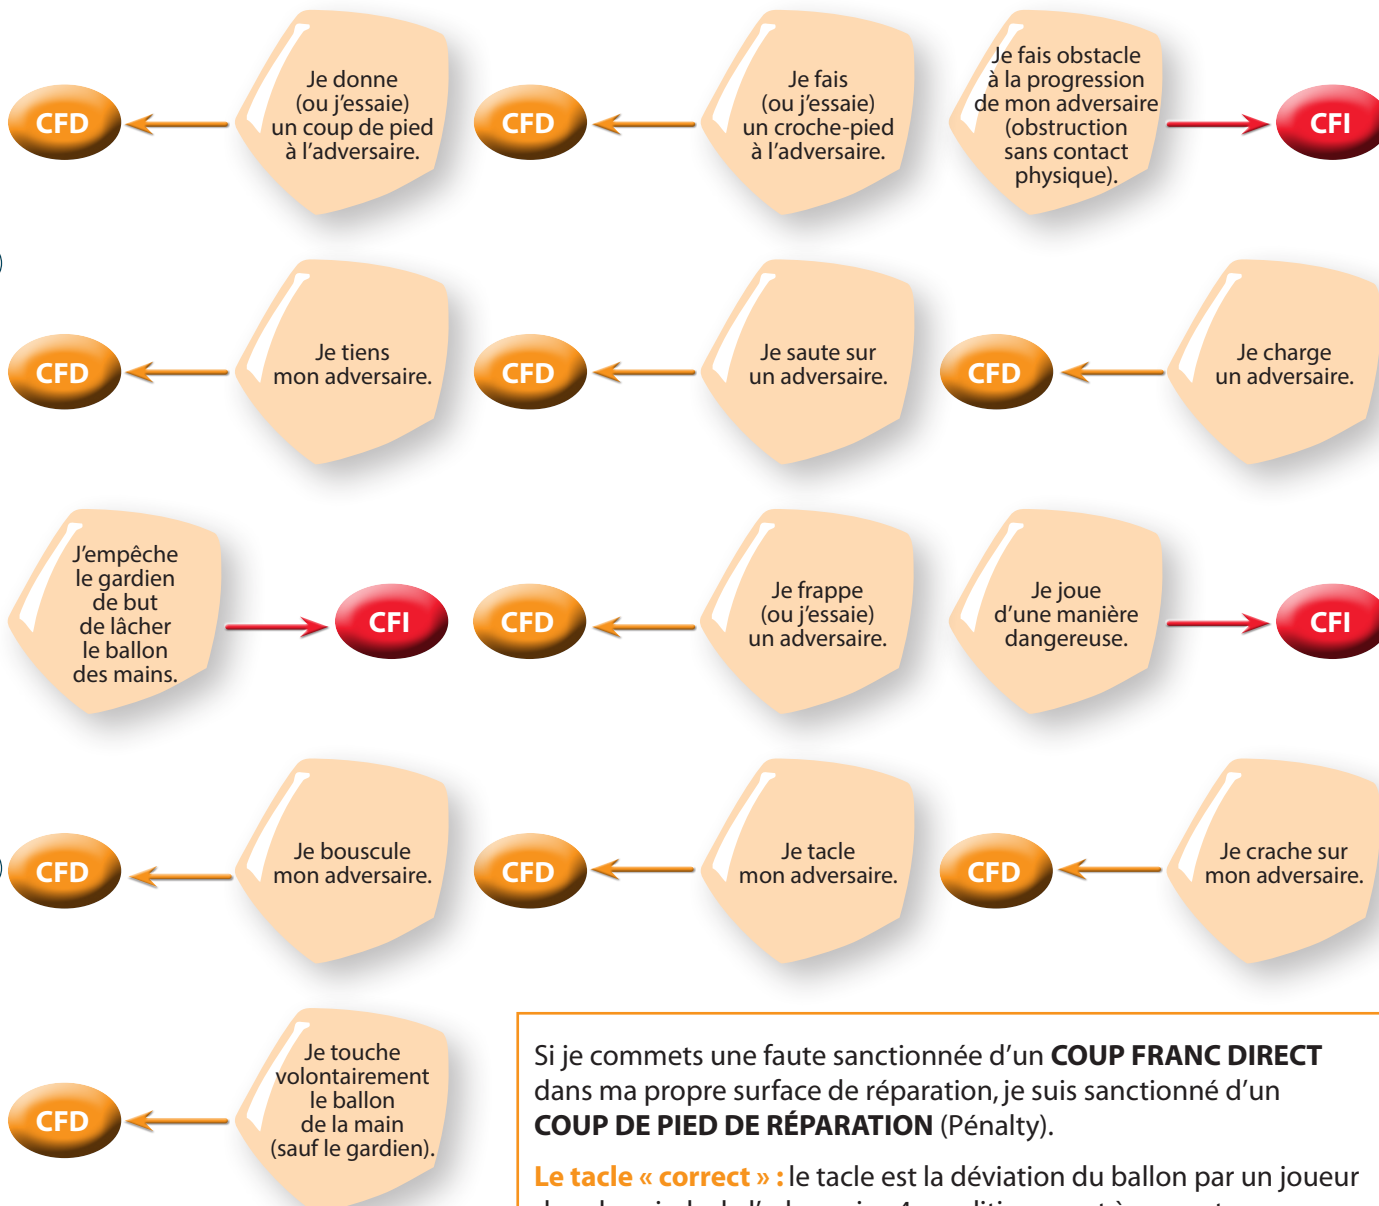 CFD
Je donne
(ou j'essaie)
un coup de pied
à l'adversaire.
CFD
Je fais
(ou j'essaie)
un croche-pied
à l'adversaire.
Je fais obstacle
à la progression
de mon adversaire
(obstruction
sans contact
physique).
CFI
CFD
Je tiens
mon adversaire.
CFD
Je saute sur
un adversaire.
CFD
Je charge
un adversaire.
J'empêche
le gardien
de but
de lâcher
le ballon
des mains.
CFI
CFD
Je frappe
(ou j'essaie)
un adversaire.
Je joue
d'une manière
dangereuse.
CFI
CFD
Je bouscule
mon adversaire.
CFD
Je tacle
mon adversaire.
CFD
Je crache sur
mon adversaire.
CFD
Je touche
volontairement
le ballon
de la main
(sauf le gardien).
Si je commets une faute sanctionnée d'un COUP FRANC DIRECT
dans ma propre surface de réparation, je suis sanctionné d'un
COUP DE PIED DE RÉPARATION (Pénalty).
Le tacle « correct » : le tacle est la déviation du ballon par un joueur